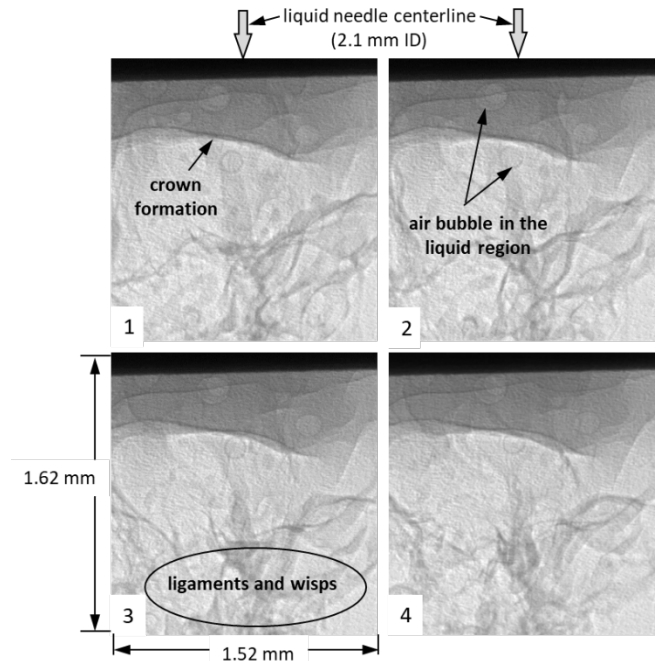 liquid needle centerline
(2.1 mm ID)
crown
formation
air bubble in the
liquid region
1
2
1.62 mm
ligaments and wisps
3
4
1.52 mm